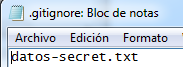 .gitignore: Bloc de notas
Archivo Edición Formato V
datos-secret.txt